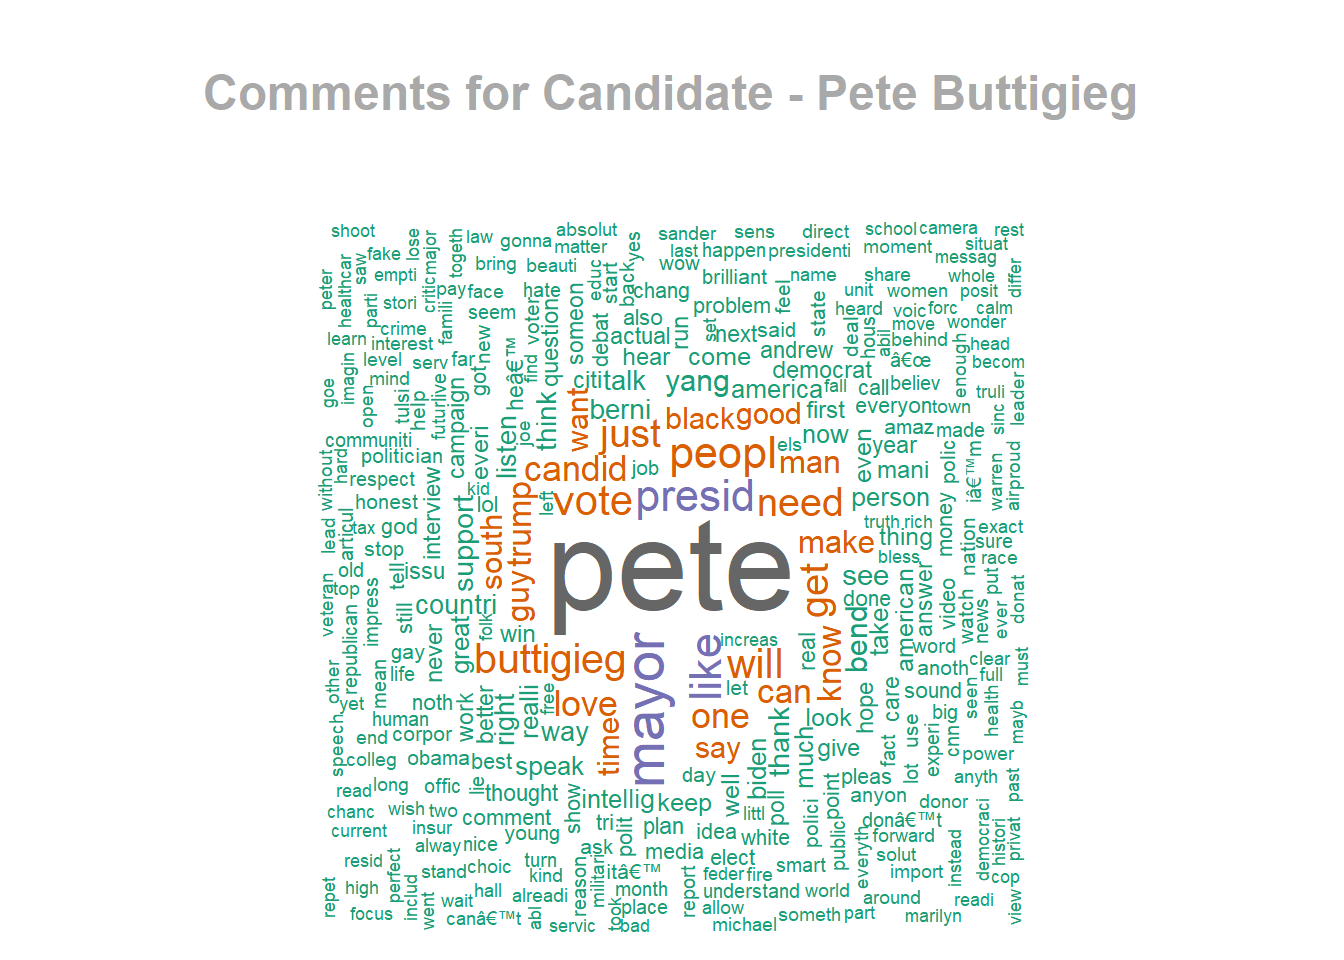 Comments for Candidate - Pete Buttigieg
shoot
absolut
sander
sens
direct
school
camera
rest
fake
lose
major
togeth
law
gonna
matter
yes
last
happen
presidenti
moment
situat
messag
peter
healthcar
saw
empti
critic
bring
beauti
educ
back
wow
brilliant
name
share
whole
differ
parti
stori
pay
face
hate
start
chang
problem
feel
unit
women
posit
crime
famili
seem
voter
question
someon
also
set
state
heard
voic
forc
calm
learn
interest
new
debat
actual
run
next
said
deal
hous
abil
move
wonder
behind
head
goe
imagin
level
serv
far
heâ€™
find
hear
come
andrew
democrat
â€œ
enough
becom
mind
got
citi
talk
yang
america
fall
call
believ
truli
open
tulsi
help
futur
live
campaign
want
berni
black
good
first
everyon
town
sinc
leader
communiti
everi
listen
joe
think
just
els
now
amaz
made
without
hard
politician
candid
job
peopl
man
even
year
mani
polic
iâ€™m
warren
air
proud
respect
honest
interview
kid
lol
left
vote
presid
need
person
money
lead
tax
articul
god
support
south
trump
truth
rich
thing
nation
exact
sure
stop
issu
guy
pete
make
get
bless
race
old
top
tell
see
put
veteran
republican
impress
still
countri
great
folk
win
done
take
american
answer
video
watch
news
ever
donat
gay
never
buttigieg
mayor
like
increas
will
know
real
bend
word
anoth
clear
full
must
other
mean
life
let
can
sound
seen
yet
noth
work
better
right
realli
free
love
one
hope
care
big
health
mayb
speech
human
end
corpor
way
time
say
look
fact
use
experi
cnn
colleg
obama
best
speak
day
well
biden
thank
much
give
lot
power
read
long
offic
lie
thought
intellig
keep
poll
point
pleas
anyon
anyth
past
chanc
wish
two
comment
show
littl
polici
donor
current
insur
young
tri
polit
plan
idea
white
public
donâ€™t
forward
democraci
histori
privat
alway
nice
ask
media
elect
smart
everyth
solut
instead
resid
stand
choic
turn
kind
reason
militari
itâ€™
feder
fire
import
cop
repet
high
perfect
includ
wait
hall
alreadi
month
report
understand
world
around
readi
view
focus
went
canâ€™t
abl
servic
took
place
bad
allow
michael
someth
part
marilyn